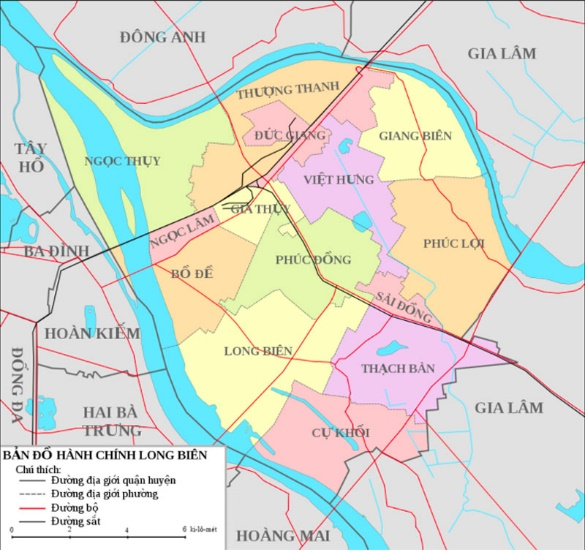 ĐÔNG ANH
GIA LÂM
THƯỢNG THANH
ĐỨC GIANG
GIANG BIÊN
TÂY
HỒ
NGỌC THỤY
VIỆT HƯNG
GIA THỤY
NGỌC LÂM
BA ĐÌNH
BỒ ĐỀ
PHÚC ĐỒNG
PHÚC LỢI
SÀI ĐỒNG
HOÀN KIẾM
LONG BIÊN
THẠCH BÀN
ĐỐNG ĐA
HAI BÀ
TRƯNG
CỰ KHỐI
GIA LÂM
BẢN ĐỒ HÀNH CHÍNH LONG BIÊN
Chú thích:
Đường địa giới quận huyện
Đường địa giới phường
Đường bộ
Đường sắt
0 2 4 6 ki-lô-mét
HOÀNG MAI